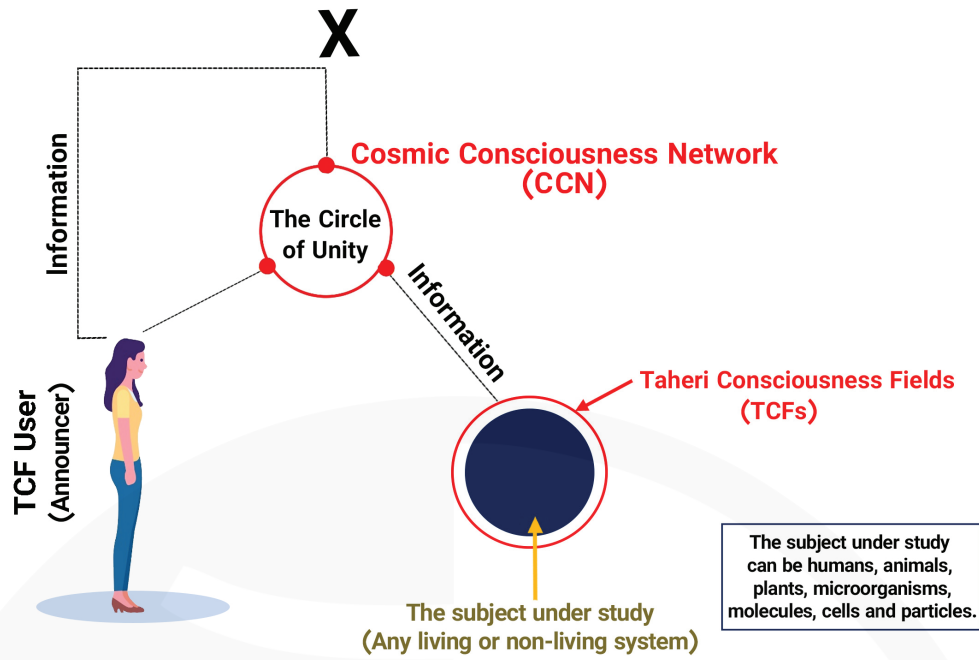 X
Cosmic Consciousness Network
(CCN)
The Circle
of Unity
Information
Information
TCF User
(Announcer)
Taheri Consciousness Fields
(TCFs)
The subject under study
(Any living or non-living system)
The subject under study
can be humans, animals,
plants, microorganisms,
molecules, cells and particles.